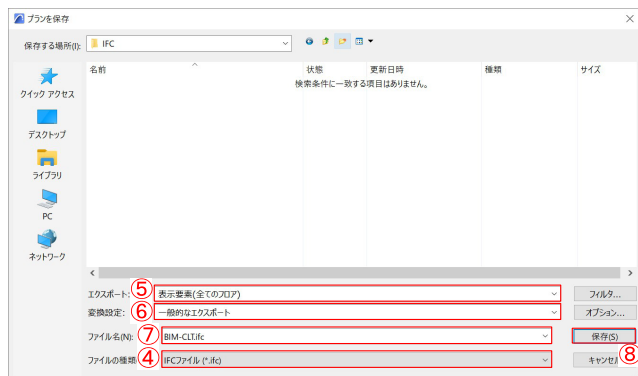 プランを保存
保存する場所(I): IFC
名前 状態 更新日時 種類 サイズ
検索条件に一致する項目はありません。
クイック アクセス
デスクトップ
ライブラリ
PC
ネットワーク
エクスポート: ⑤ 表示要素(全てのフロア) フィルタ...
変換設定: ⑥ 一般的なエクスポート オプション...
ファイル名(N): ⑦ BIM-CLT.ifc 保存(S)
ファイルの種類 ④ IFCファイル (*.ifc) キャンセル ⑧